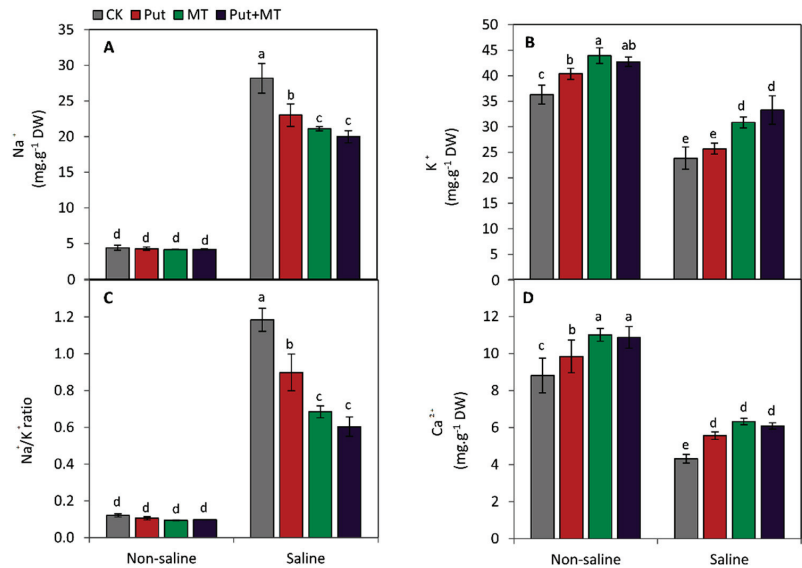 CK Put MT Put+MT
A
Na⁺
(mg.g⁻¹ DW)
35
30
25
20
15
10
5
0
d d d d
a b c c
B
K⁺
(mg.g⁻¹ DW)
50
45
40
35
30
25
20
15
10
5
0
c b a ab
e e d d
C
Na⁺/K⁺ ratio
1.2
1.0
0.8
0.6
0.4
0.2
0.0
d d d d
a b c c
Non-saline Saline
D
Ca²⁺
(mg.g⁻¹ DW)
12
10
8
6
4
2
0
c b a a
e d d d
Non-saline Saline